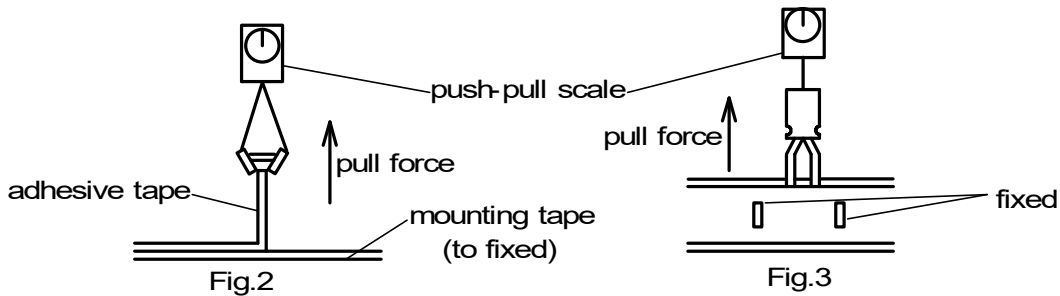 push-pull scale
pull force
pull force
adhesive tape
fixed
mounting tape
(to fixed)
Fig.2
Fig.3